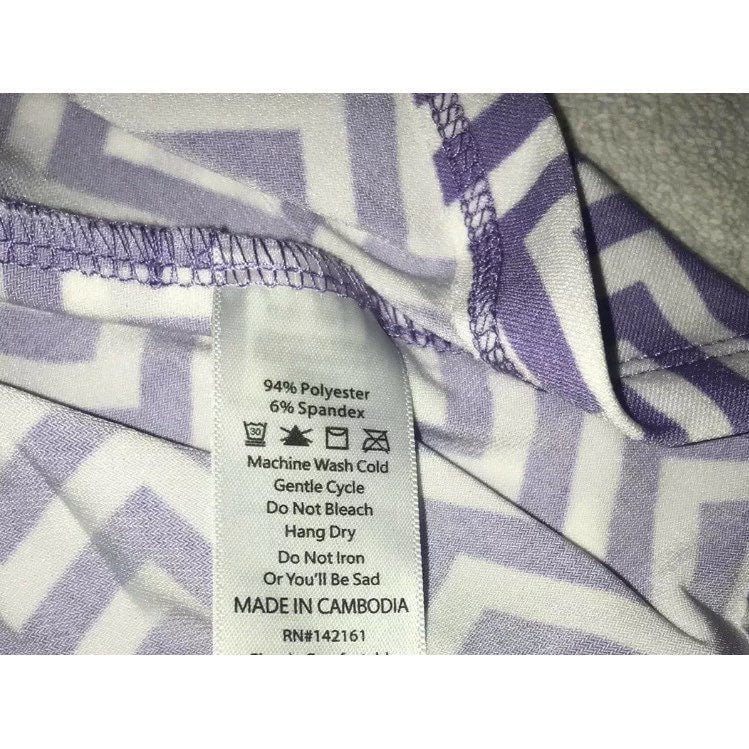 94% Polyester
6% Spandex
30
Machine Wash Cold
Gentle Cycle
Do Not Bleach
Hang Dry
Do Not Iron
Or You'll Be Sad
MADE IN CAMBODIA
RN#142161